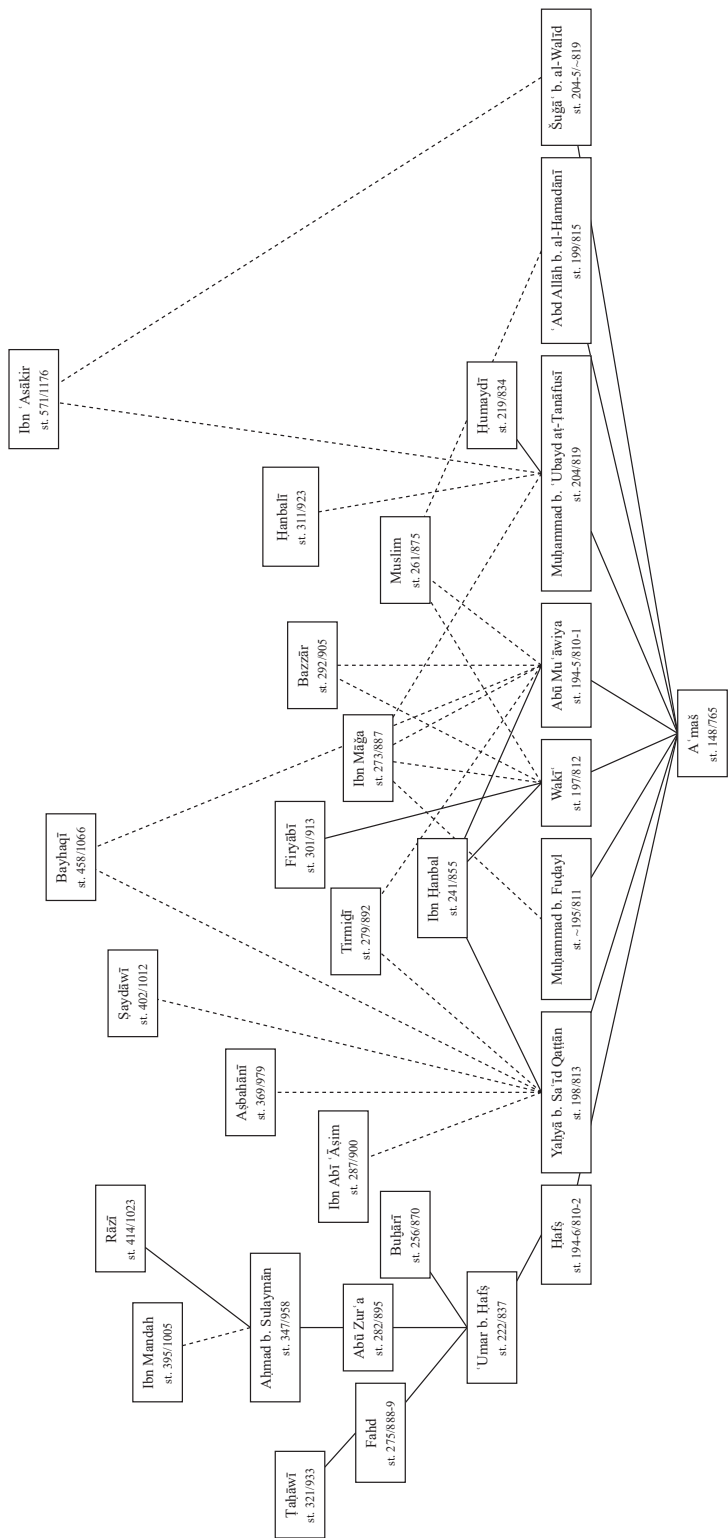 Ibn ʿAsākir
st. 571/1176
Bayhaqī
st. 458/1066
Ṣaydāwī
st. 402/1012
Rāzī
st. 414/1023
Ibn Mandah
st. 395/1005
Aṣbahānī
st. 369/979
Aḥmad b. Sulaymān
st. 347/958
Ḥanbalī
st. 311/923
Firyābī
st. 301/913
Ṭaḥāwī
st. 321/933
Bazzār
st. 292/905
Ibn Abī ʿĀṣim
st. 287/900
Tirmiḏī
st. 279/892
Ibn Māǧa
st. 273/887
Abū Zurʿa
st. 282/895
Fahd
st. 275/888-9
Buḫārī
st. 256/870
Muslim
st. 261/875
Ibn Ḥanbal
st. 241/855
Ḥumaydī
st. 219/834
ʿUmar b. Ḥafṣ
st. 222/837
Ḥafṣ
st. 194-6/810-2
Yaḥyā b. Saʿīd Qaṭṭān
st. 198/813
Muḥammad b. Fuḍayl
st. ~195/811
Wakīʿ
st. 197/812
Abū Muʿāwiya
st. 194-5/810-1
Muḥammad b. ʿUbayd aṭ-Ṭanāfusī
st. 204/819
ʿAbd Allāh b. al-Hamadānī
st. 199/815
Šuǧāʿ b. al-Walīd
st. 204-5/~819
Aʿmaš
st. 148/765